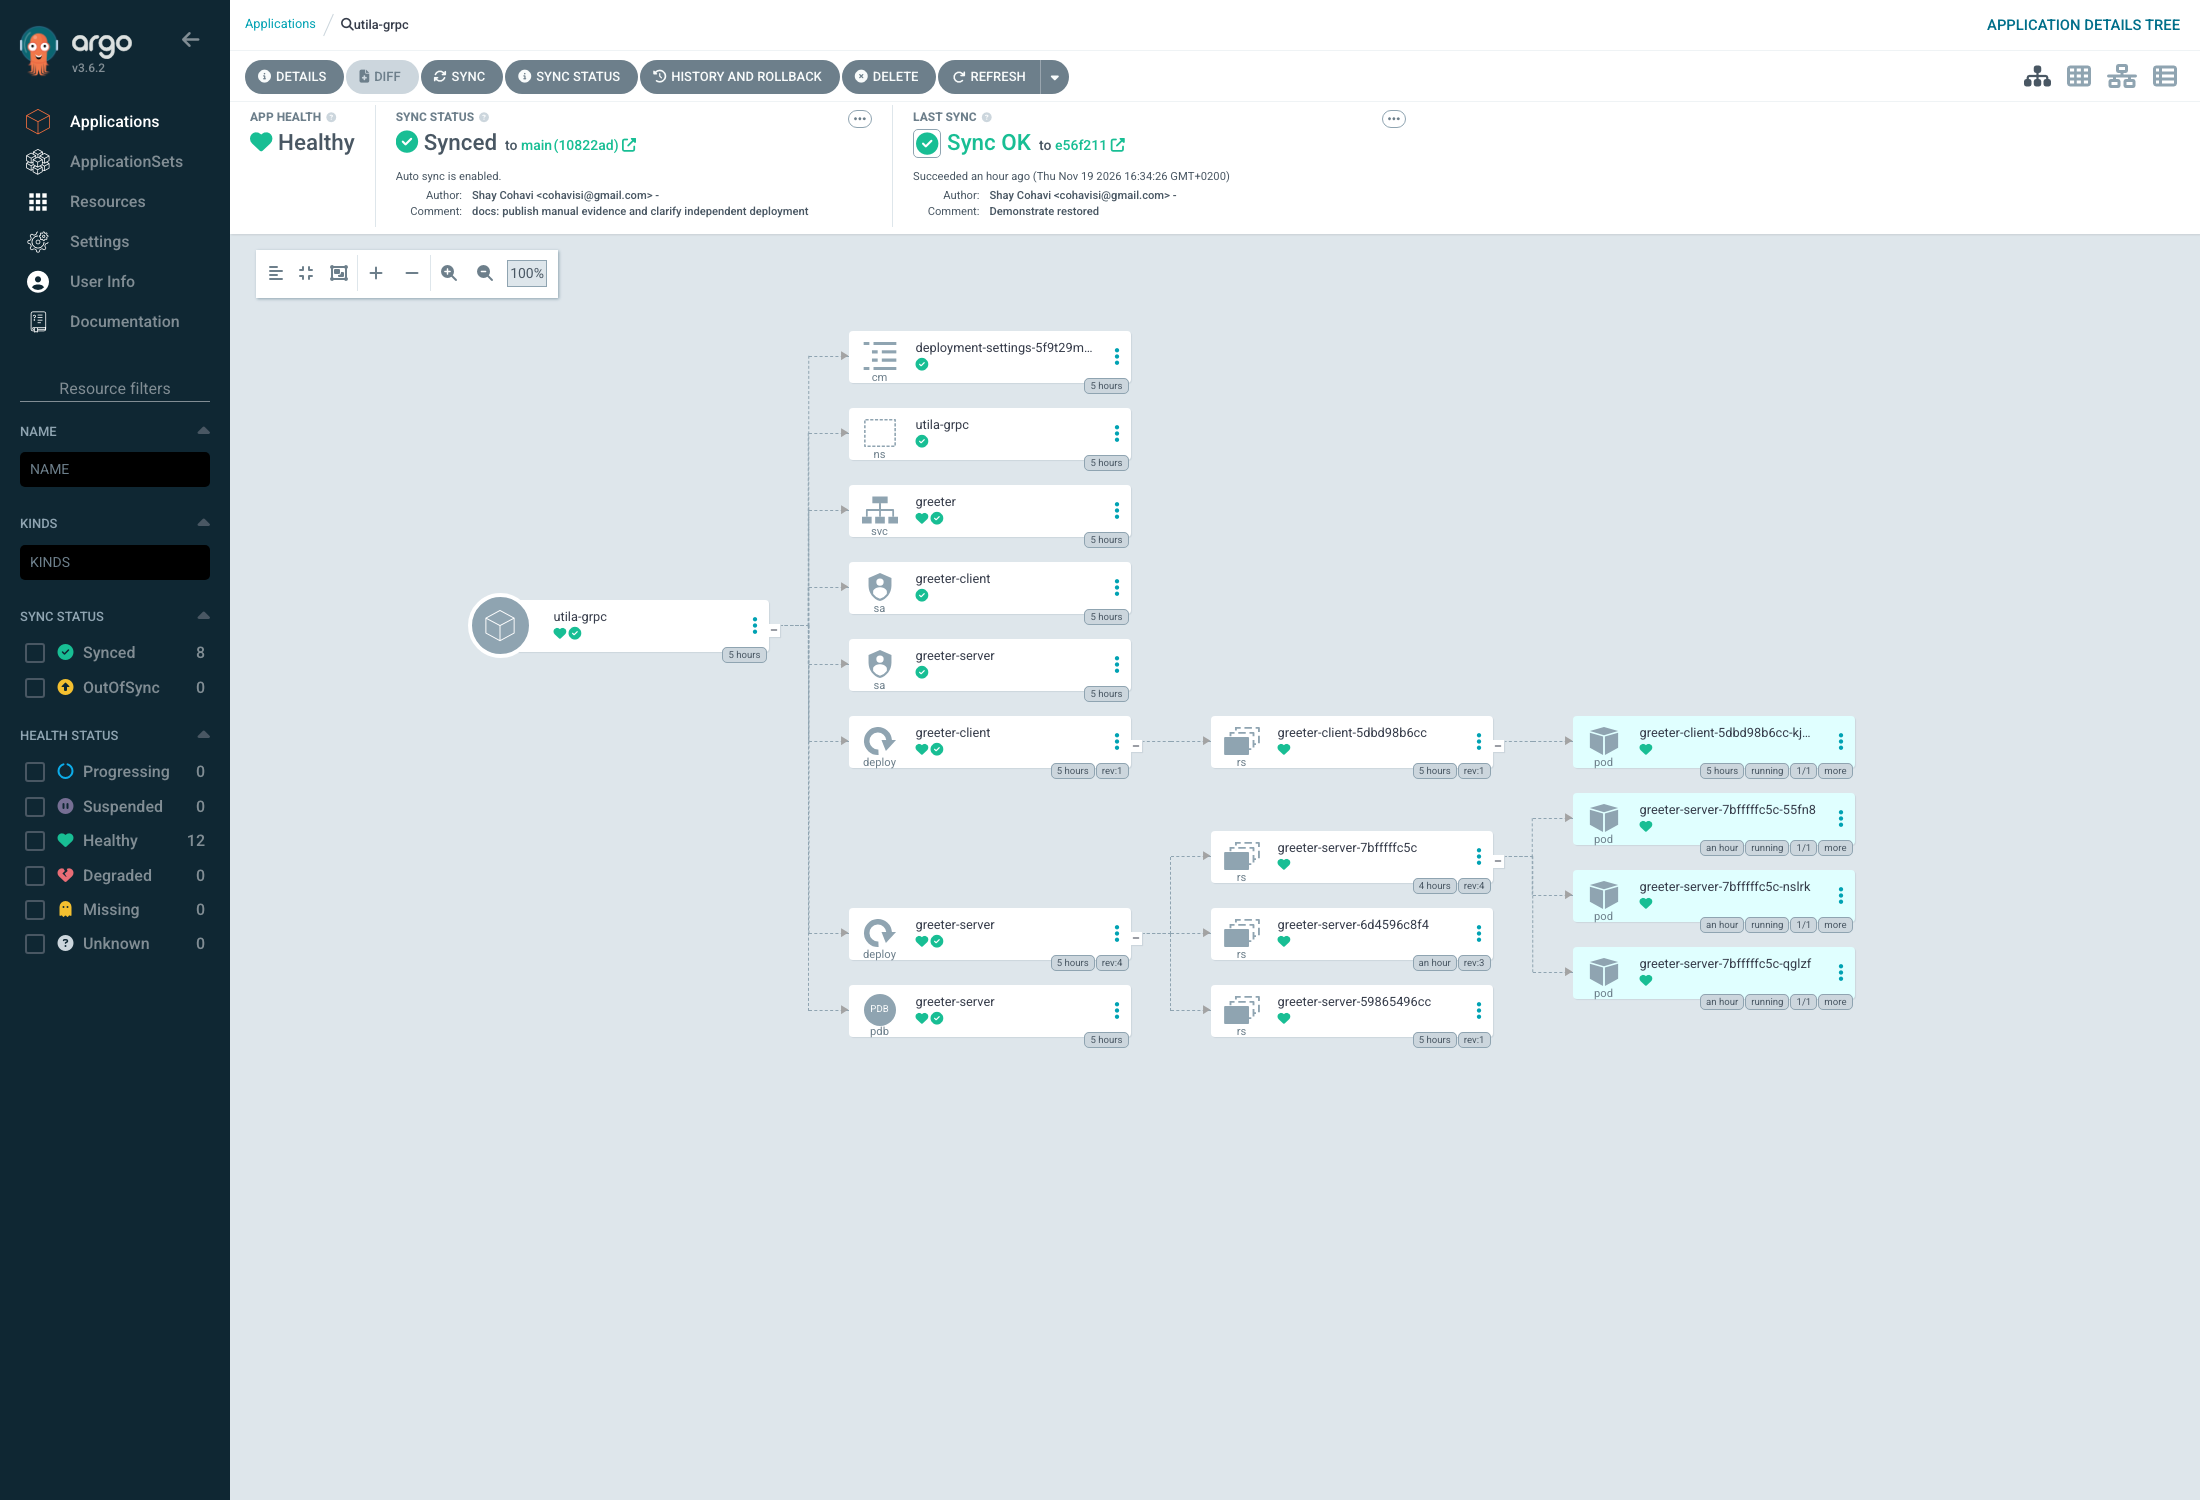 argo
v3.6.2
Applications
ApplicationSets
Resources
Settings
User Info
Documentation
Resource filters
NAME
NAME
KINDS
KINDS
SYNC STATUS
Synced 8
OutOfSync 0
HEALTH STATUS
Progressing 0
Suspended 0
Healthy 12
Degraded 0
Missing 0
Unknown 0
Applications / utila-grpc
APPLICATION DETAILS TREE
DETAILS DIFF SYNC SYNC STATUS HISTORY AND ROLLBACK DELETE REFRESH
APP HEALTH
Healthy
SYNC STATUS
Synced to main (10822ad)
Auto sync is enabled.
Author: Shay Cohavi <cohavisi@gmail.com> -
Comment: docs: publish manual evidence and clarify independent deployment
LAST SYNC
Sync OK to e56f211
Succeeded an hour ago (Thu Nov 19 2026 16:34:26 GMT+0200)
Author: Shay Cohavi <cohavisi@gmail.com> -
Comment: Demonstrate restored
100%
utila-grpc
5 hours
deployment-settings-5f9t29m...
cm
5 hours
utila-grpc
ns
5 hours
greeter
svc
5 hours
greeter-client
sa
5 hours
greeter-server
sa
5 hours
greeter-client
deploy
5 hours rev:1
greeter-server
deploy
5 hours rev:4
greeter-server
PDB
pdb
5 hours
greeter-client-5dbd98b6cc
rs
5 hours rev:1
greeter-server-7bfffffc5c
rs
4 hours rev:4
greeter-server-6d4596c8f4
rs
an hour rev:3
greeter-server-59865496cc
rs
5 hours rev:1
greeter-client-5dbd98b6cc-kj...
pod
5 hours running 1/1 more
greeter-server-7bfffffc5c-55fn8
pod
an hour running 1/1 more
greeter-server-7bfffffc5c-nslrk
pod
an hour running 1/1 more
greeter-server-7bfffffc5c-qglzf
pod
an hour running 1/1 more